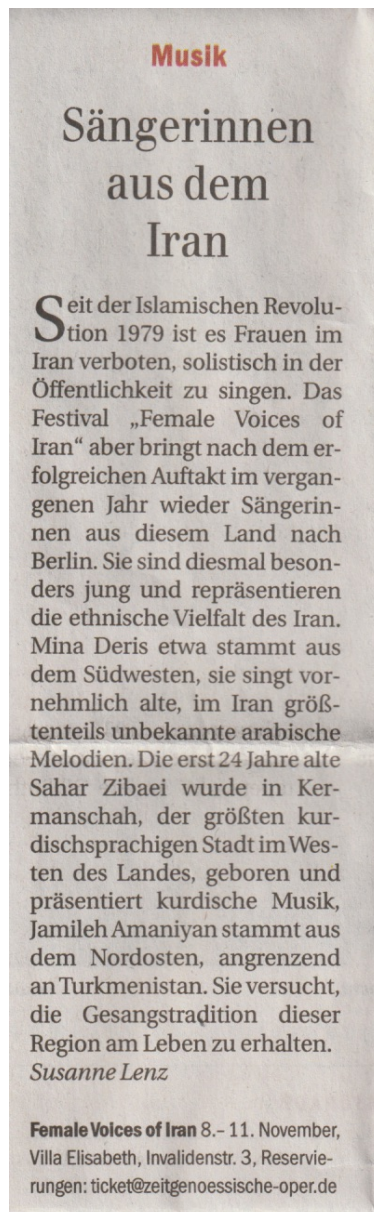 Musik
Sängerinnen
aus dem
Iran
Seit der Islamischen Revolu-
tion 1979 ist es Frauen im
Iran verboten, solistisch in der
Öffentlichkeit zu singen. Das
Festival „Female Voices of
Iran“ aber bringt nach dem er-
folgreichen Auftakt im vergan-
genen Jahr wieder Sängerin-
nen aus diesem Land nach
Berlin. Sie sind diesmal beson-
ders jung und repräsentieren
die ethnische Vielfalt des Iran.
Mina Deris etwa stammt aus
dem Südwesten, sie singt vor-
nehmlich alte, im Iran größ-
tenteils unbekannte arabische
Melodien. Die erst 24 Jahre alte
Sahar Zibaei wurde in Ker-
manschah, der größten kur-
dischsprachigen Stadt im Wes-
ten des Landes, geboren und
präsentiert kurdische Musik,
Jamileh Amaniyan stammt aus
dem Nordosten, angrenzend
an Turkmenistan. Sie versucht,
die Gesangstradition dieser
Region am Leben zu erhalten.
Susanne Lenz
Female Voices of Iran 8.– 11. November,
Villa Elisabeth, Invalidenstr. 3, Reservie-
rungen: ticket@zeitgenoessische-oper.de